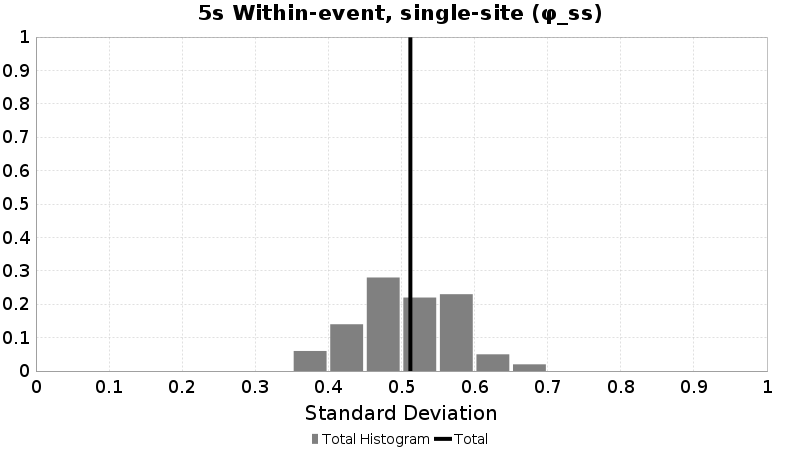 5s Within-event, single-site (φ_ss)
1
0.9
0.8
0.7
0.6
0.5
0.4
0.3
0.2
0.1
0
0 0.1 0.2 0.3 0.4 0.5 0.6 0.7 0.8 0.9 1
Standard Deviation
Total Histogram Total